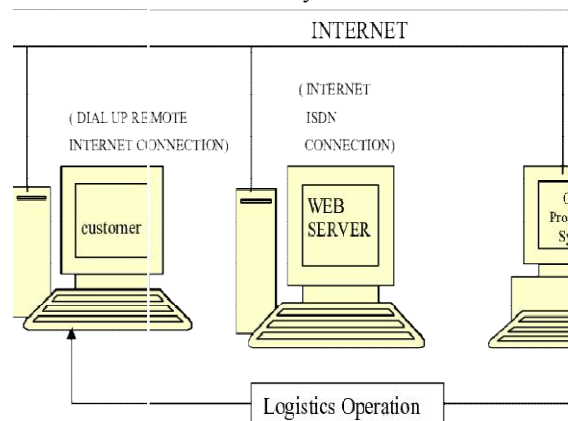 INTERNET
( INTERNET
( DIAL UP REMOTE
ISDN
INTERNET CONNECTION)
CONNECTION)
customer
WEB
SERVER
Logistics Operation